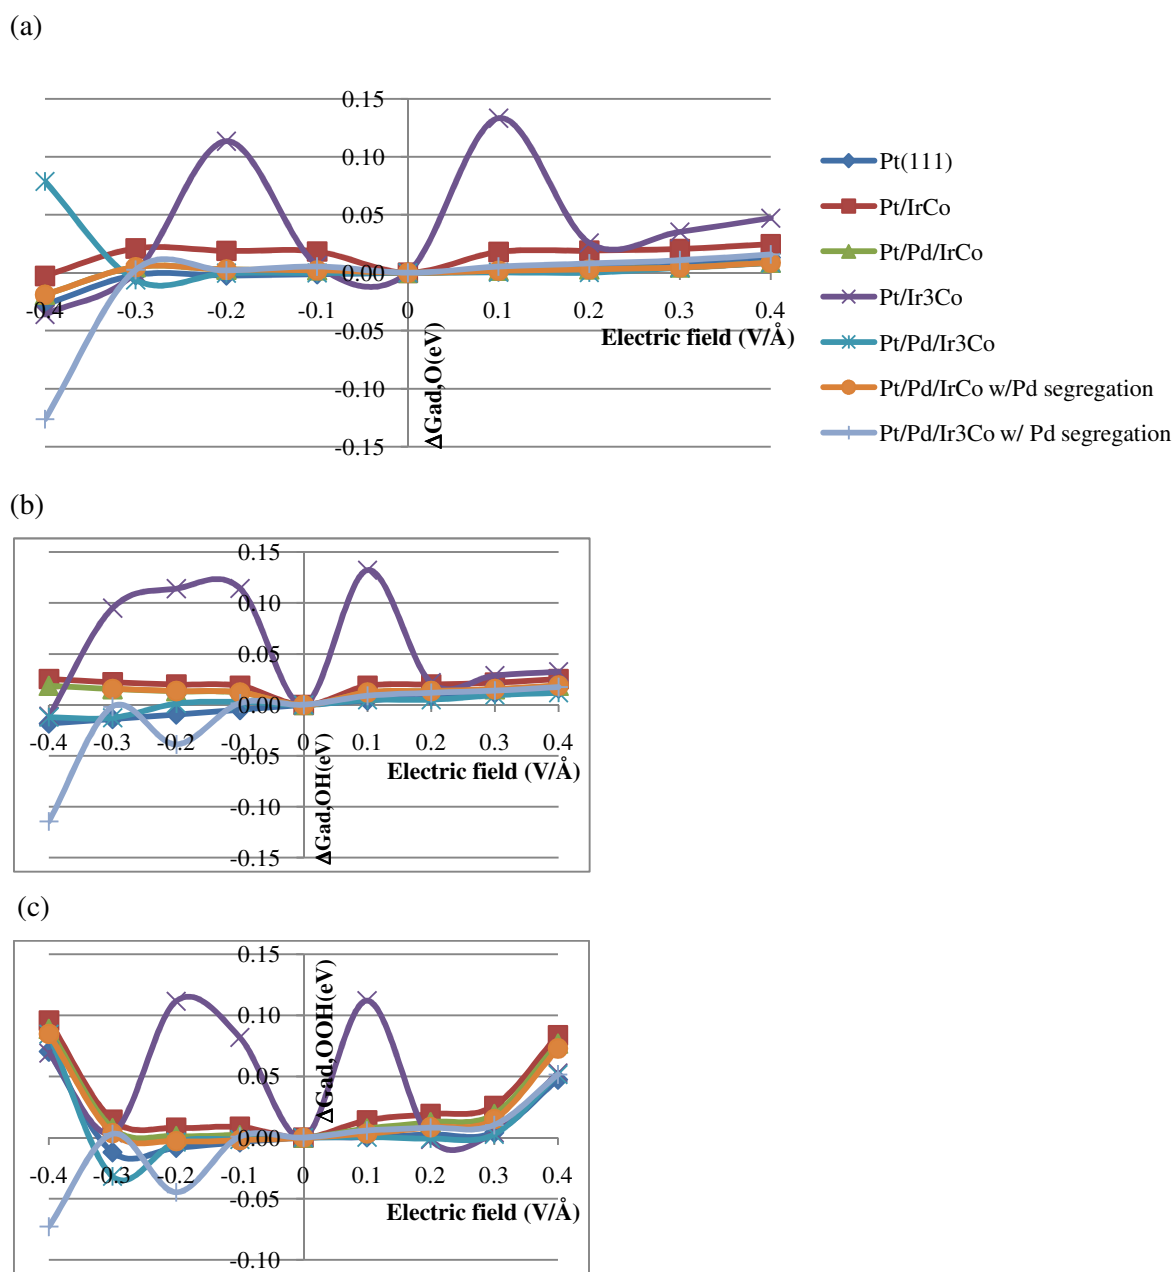 (a)
0.15
0.10
0.05
0.00
-0.05
-0.10
-0.15
-0.4 -0.3 -0.2 -0.1 0 0.1 0.2 0.3 0.4
Electric field (V/Å)
ΔGad,O(eV)
Pt(111)
Pt/IrCo
Pt/Pd/IrCo
Pt/Ir3Co
Pt/Pd/Ir3Co
Pt/Pd/IrCo w/Pd segregation
Pt/Pd/Ir3Co w/ Pd segregation
(b)
0.15
0.10
0.05
0.00
-0.05
-0.10
-0.15
-0.4 -0.3 -0.2 -0.1 0 0.1 0.2 0.3 0.4
Electric field (V/Å)
ΔGad,OH(eV)
(c)
0.15
0.10
0.05
0.00
-0.05
-0.10
-0.4 -0.3 -0.2 -0.1 0 0.1 0.2 0.3 0.4
Electric field (V/Å)
ΔGad,OOH(eV)